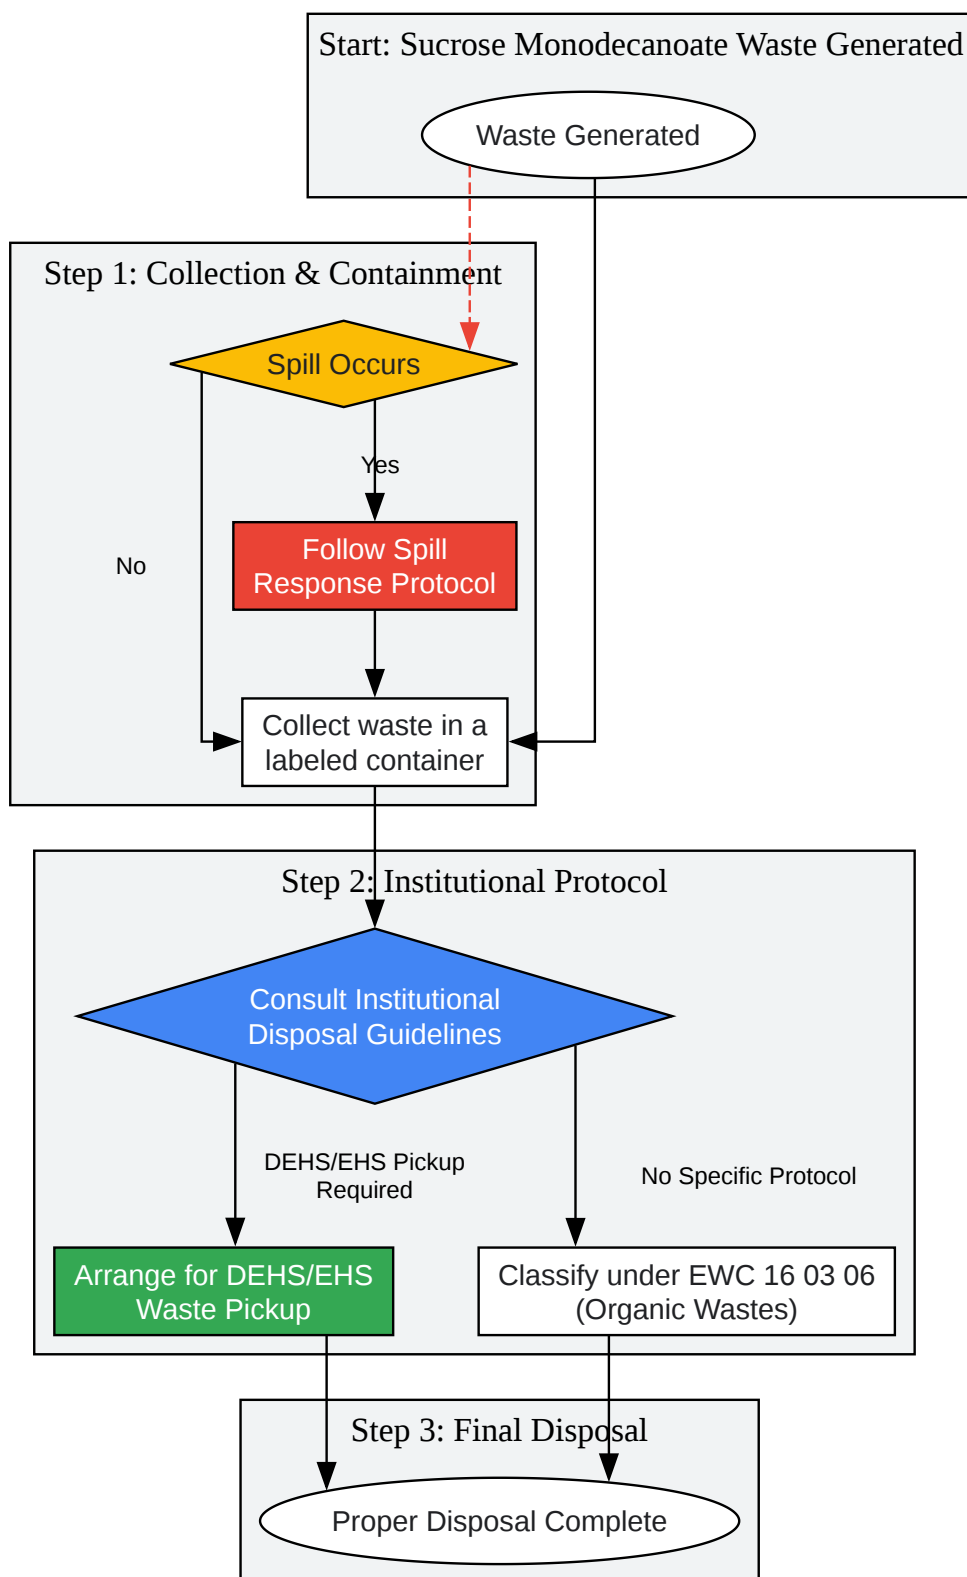 Start: Sucrose Monodecanoate Waste Generated
Waste Generated
Step 1: Collection & Containment
Spill Occurs
Yes
Follow Spill
Response Protocol
No
Collect waste in a
labeled container
Step 2: Institutional Protocol
Consult Institutional
Disposal Guidelines
DEHS/EHS Pickup
Required
No Specific Protocol
Arrange for DEHS/EHS
Waste Pickup
Classify under EWC 16 03 06
(Organic Wastes)
Step 3: Final Disposal
Proper Disposal Complete